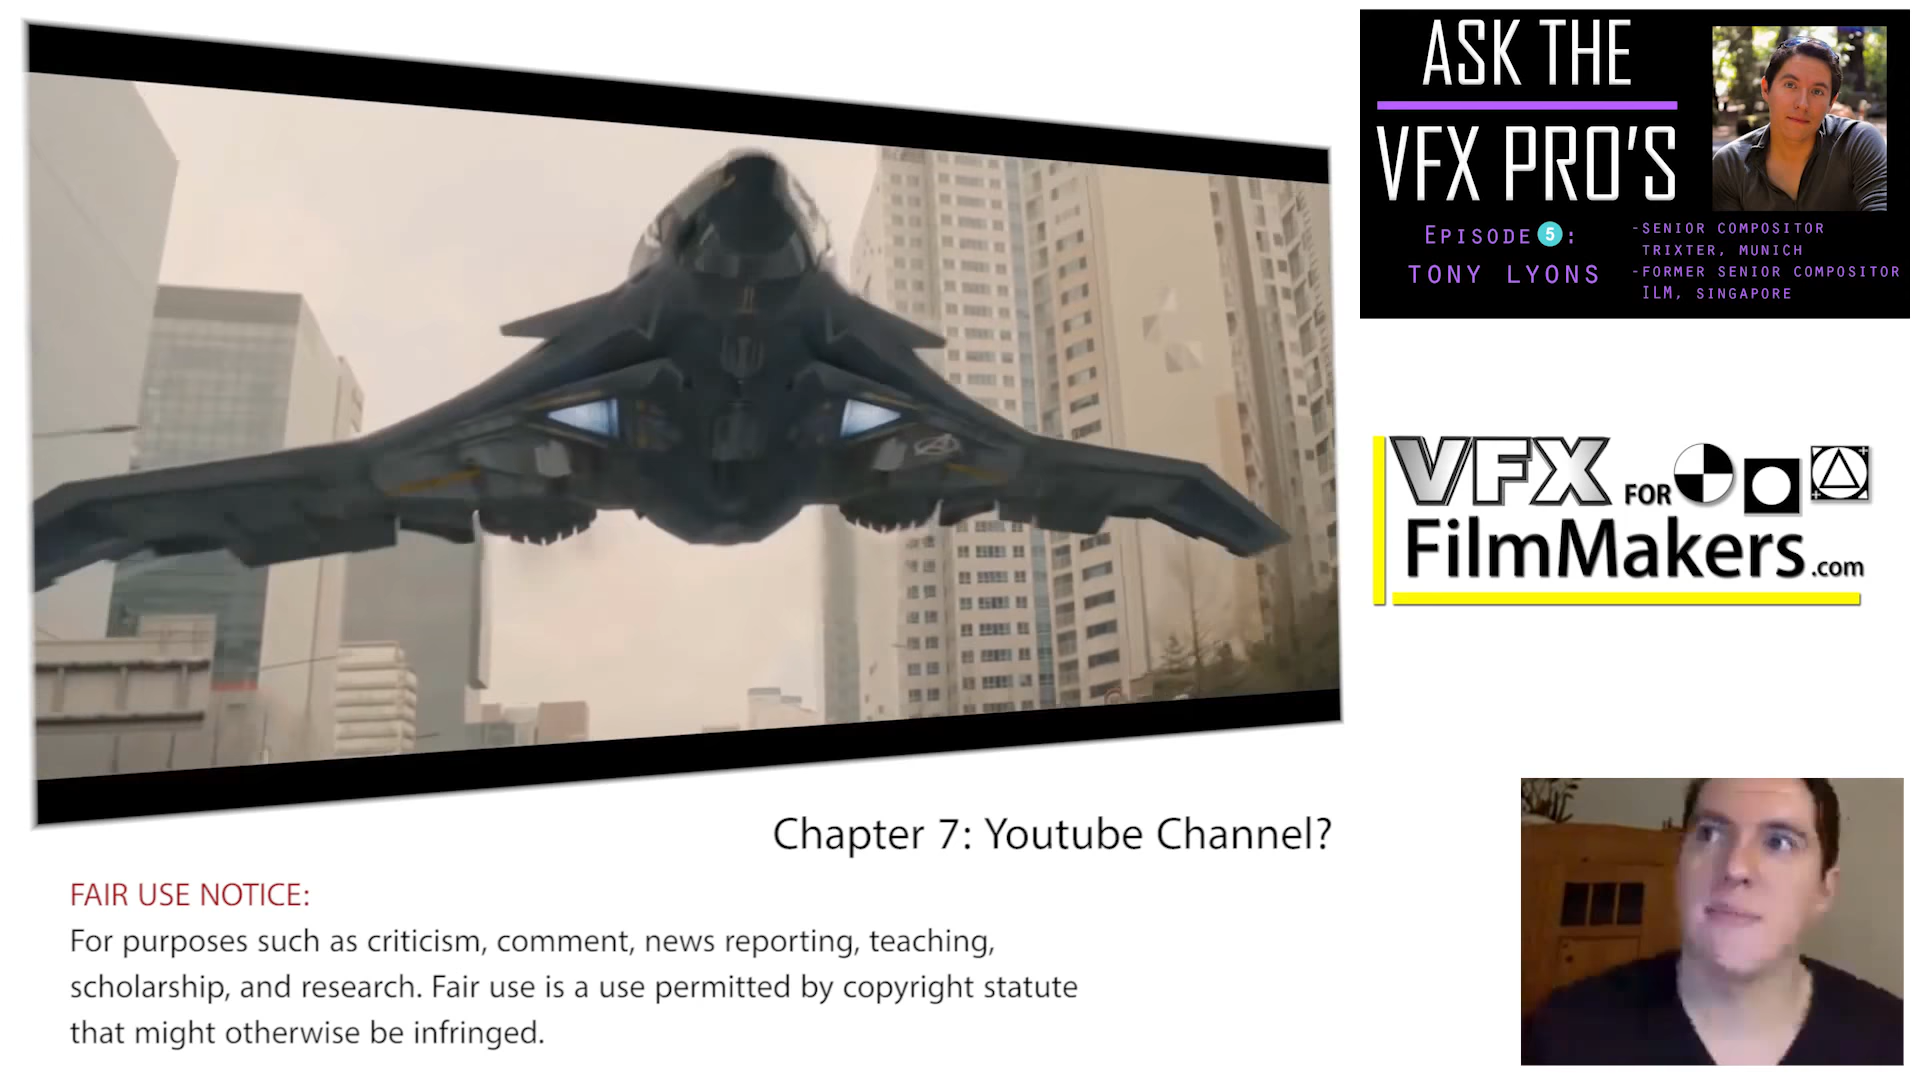 ASK THE
VFX PRO'S
EPISODE 5:
TONY LYONS
-SENIOR COMPOSITOR
TRIXTER, MUNICH
-FORMER SENIOR COMPOSITOR
ILM, SINGAPORE
VFX FOR
FilmMakers.com
Chapter 7: Youtube Channel?
FAIR USE NOTICE:
For purposes such as criticism, comment, news reporting, teaching,
scholarship, and research. Fair use is a use permitted by copyright statute
that might otherwise be infringed.